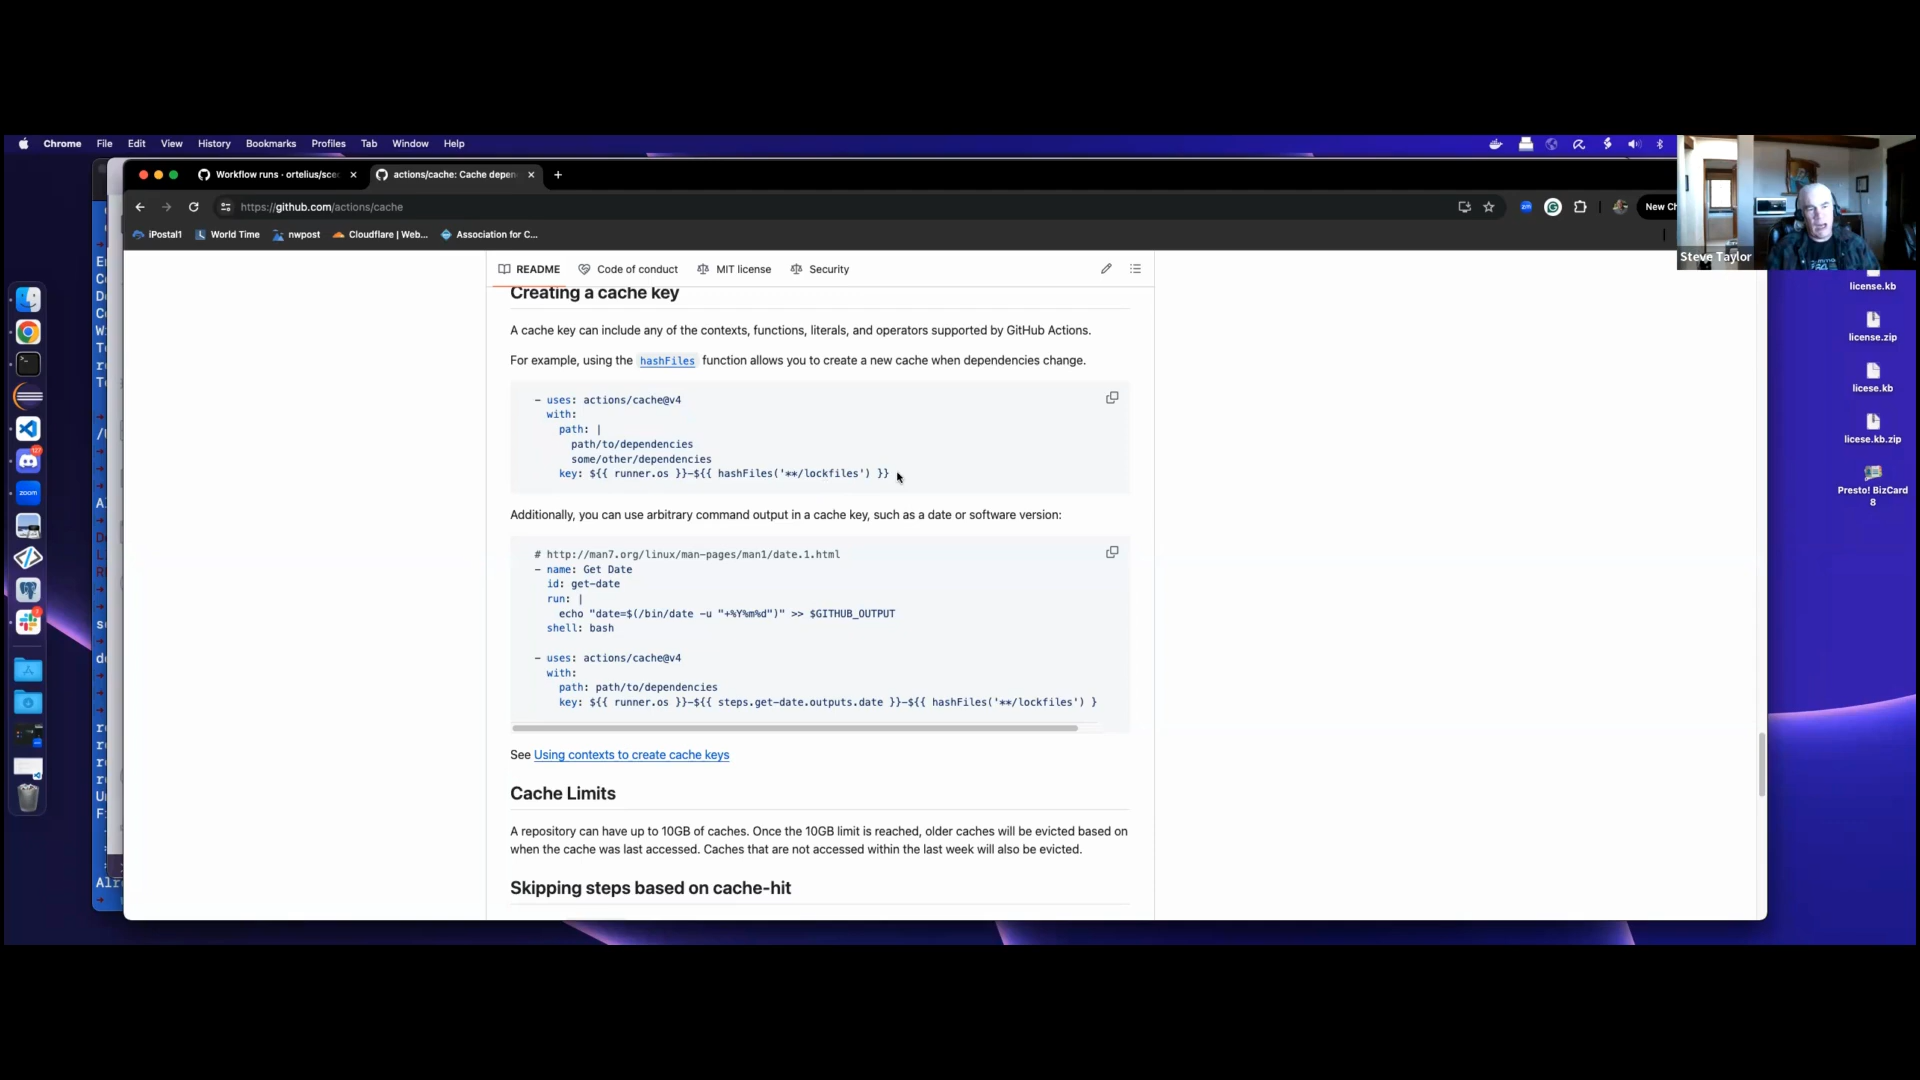 Chrome File Edit View History Bookmarks Profiles Tab Window Help
Workflow runs · ortelius/sce
actions/cache: Cache depen
https://github.com/actions/cache
New Ch
iPostal1 World Time nwpost Cloudflare | Web... Association for C...
Steve Taylor
README Code of conduct MIT license Security
Creating a cache key
A cache key can include any of the contexts, functions, literals, and operators supported by GitHub Actions.
For example, using the hashFiles function allows you to create a new cache when dependencies change.
- uses: actions/cache@v4
with:
path: |
path/to/dependencies
some/other/dependencies
key: ${{ runner.os }}-${{ hashFiles('**/lockfiles') }}
Additionally, you can use arbitrary command output in a cache key, such as a date or software version:
# http://man7.org/linux/man-pages/man1/date.1.html
- name: Get Date
id: get-date
run: |
echo "date=$(/bin/date -u "+%Y%m%d")" >> $GITHUB_OUTPUT
shell: bash
- uses: actions/cache@v4
with:
path: path/to/dependencies
key: ${{ runner.os }}-${{ steps.get-date.outputs.date }}-${{ hashFiles('**/lockfiles') }
See Using contexts to create cache keys
Cache Limits
A repository can have up to 10GB of caches. Once the 10GB limit is reached, older caches will be evicted based on
when the cache was last accessed. Caches that are not accessed within the last week will also be evicted.
Skipping steps based on cache-hit
license.kb
license.zip
licese.kb
licese.kb.zip
Presto! BizCard
8
zoom